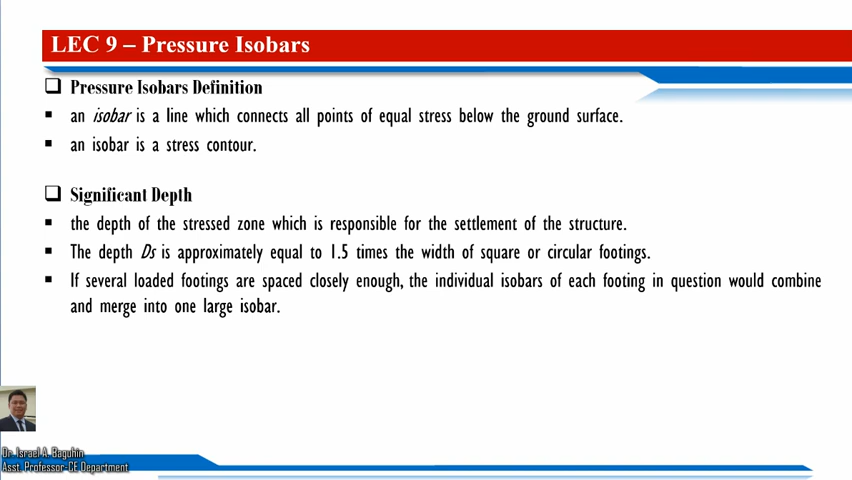 LEC 9 – Pressure Isobars
Pressure Isobars Definition
an isobar is a line which connects all points of equal stress below the ground surface.
an isobar is a stress contour.
Significant Depth
the depth of the stressed zone which is responsible for the settlement of the structure.
The depth Ds is approximately equal to 1.5 times the width of square or circular footings.
If several loaded footings are spaced closely enough, the individual isobars of each footing in question would combine
and merge into one large isobar.
Dr. Israel A. Baguhin
Asst. Professor-CE Department